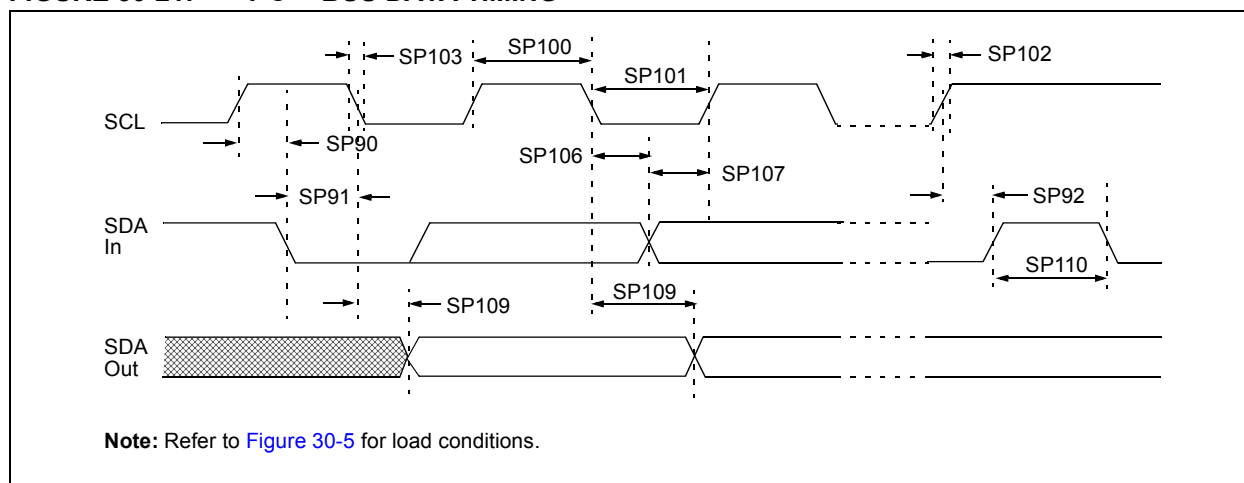 SP103
SP100
SP101
SP102
SCL
SP90
SP106
SP107
SP91
SP92
SDA
In
SP110
SP109
SP109
SDA
Out
Note: Refer to Figure 30-5 for load conditions.